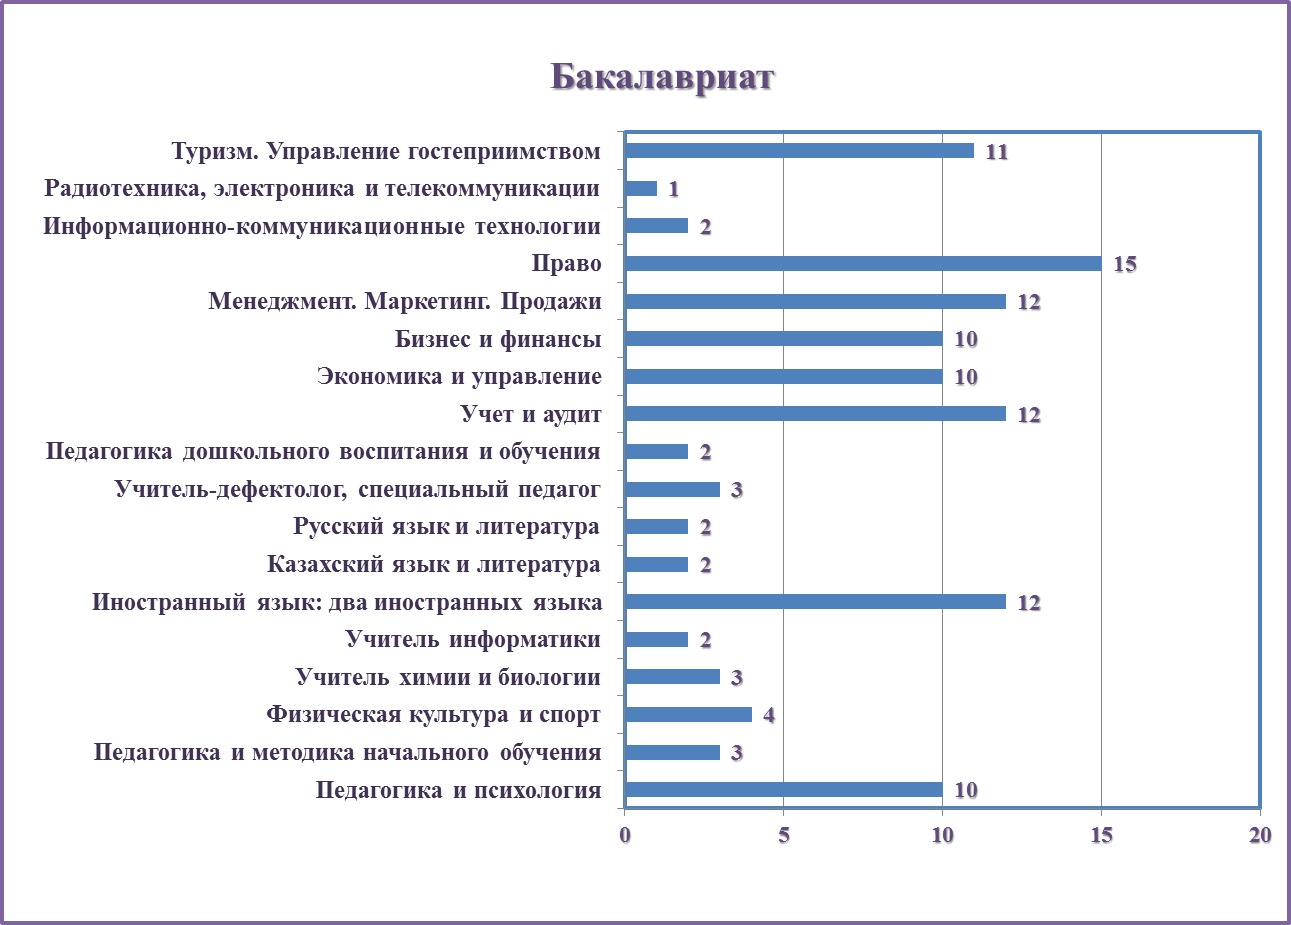 Бакалавриат
Туризм. Управление гостеприимством 11
Радиотехника, электроника и телекоммуникации 1
Информационно-коммуникационные технологии 2
Право 15
Менеджмент. Маркетинг. Продажи 12
Бизнес и финансы 10
Экономика и управление 10
Учет и аудит 12
Педагогика дошкольного воспитания и обучения 2
Учитель-дефектолог, специальный педагог 3
Русский язык и литература 2
Казахский язык и литература 2
Иностранный язык: два иностранных языка 12
Учитель информатики 2
Учитель химии и биологии 3
Физическая культура и спорт 4
Педагогика и методика начального обучения 3
Педагогика и психология 10
0 5 10 15 20